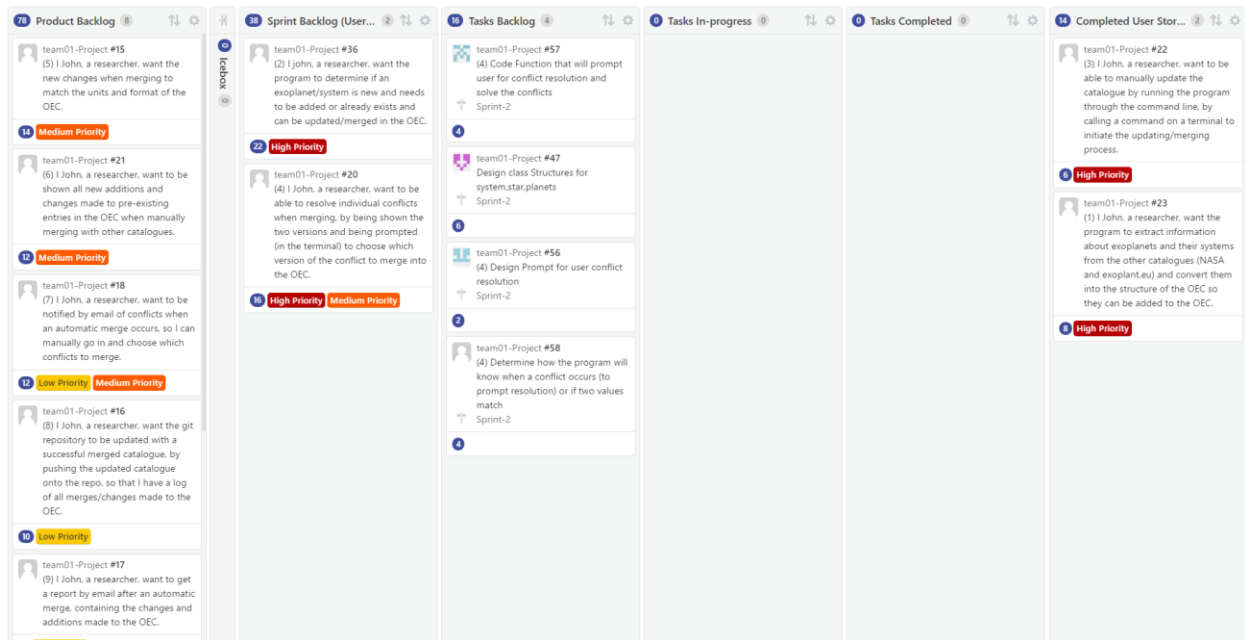 78 Product Backlog 8
team01-Project #15
(5) I John, a researcher, want the
new changes when merging to
match the units and format of the
OEC.
14 Medium Priority
team01-Project #21
(6) I John, a researcher, want to be
shown all new additions and
changes made to pre-existing
entries in the OEC when manually
merging with other catalogues.
12 Medium Priority
team01-Project #18
(7) I John, a researcher, want to be
notified by email of conflicts when
an automatic merge occurs, so I can
manually go in and choose which
conflicts to merge.
12 Low Priority Medium Priority
team01-Project #16
(8) I John, a researcher, want the git
repository to be updated with a
successful merged catalogue, by
pushing the updated catalogue
onto the repo, so that I have a log
of all merges/changes made to the
OEC.
10 Low Priority
team01-Project #17
(9) I John, a researcher, want to get
a report by email after an automatic
merge, containing the changes and
additions made to the OEC.
0 Icebox 0
38 Sprint Backlog (User... 2
team01-Project #36
(2) I john, a researcher, want the
program to determine if an
exoplanet/system is new and needs
to be added or already exists and
can be updated/merged in the OEC.
22 High Priority
team01-Project #20
(4) I John, a researcher, want to be
able to resolve individual conflicts
when merging, by being shown the
two versions and being prompted
(in the terminal) to choose which
version of the conflict to merge into
the OEC.
16 High Priority Medium Priority
16 Tasks Backlog 4
team01-Project #57
(4) Code Function that will prompt
user for conflict resolution and
solve the conflicts
Sprint-2
4
team01-Project #47
Design class Structures for
system,star,planets
Sprint-2
6
team01-Project #56
(4) Design Prompt for user conflict
resolution
Sprint-2
2
team01-Project #58
(4) Determine how the program will
know when a conflict occurs (to
prompt resolution) or if two values
match
Sprint-2
4
0 Tasks In-progress 0
0 Tasks Completed 0
14 Completed User Stor... 2
team01-Project #22
(3) I John, a researcher, want to be
able to manually update the
catalogue by running the program
through the command line, by
calling a command on a terminal to
initiate the updating/merging
process.
6 High Priority
team01-Project #23
(1) I John, a researcher, want the
program to extract information
about exoplanets and their systems
from the other catalogues (NASA
and exoplant.eu) and convert them
into the structure of the OEC so
they can be added to the OEC.
8 High Priority